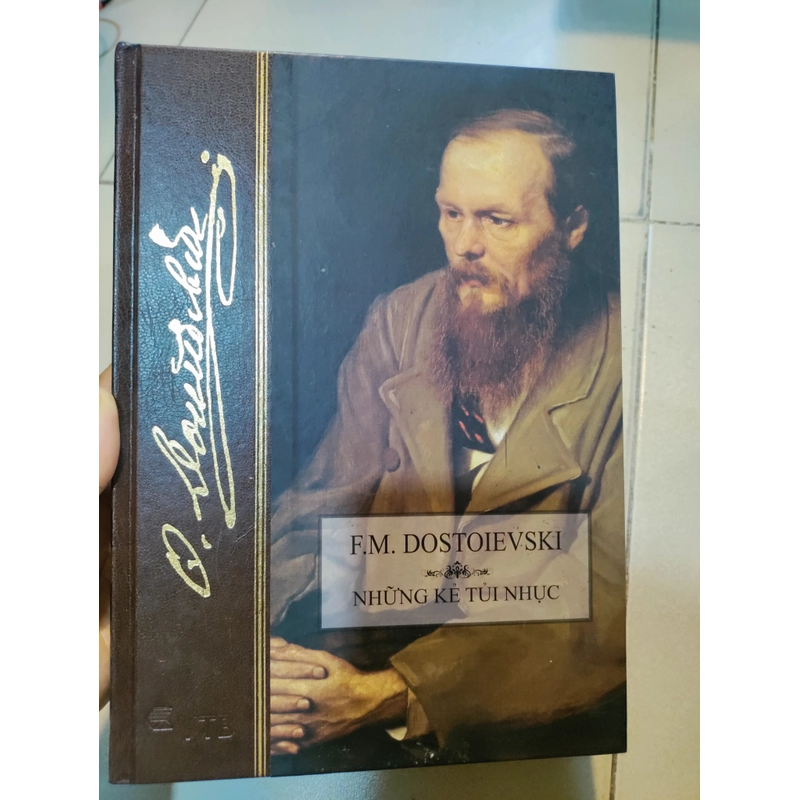 F.M. DOSTOIEVSKI
NHỮNG KẺ TỦI NHỤC